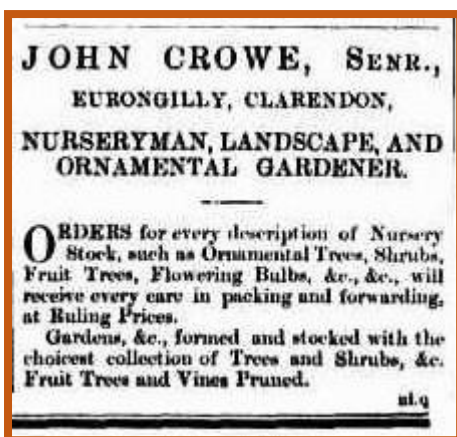 JOHN CROWE, SENR.,
EURONGILLY, CLARENDON,
NURSERYMAN, LANDSCAPE, AND
ORNAMENTAL GARDENER.
ORDERS for every description of Nursery
Stock, such as Ornamental Trees, Shrubs,
Fruit Trees, Flowering Bulbs, &c., &c., will
receive every care in packing and forwarding,
at Ruling Prices.
Gardens, &c., formed and stocked with the
choicest collection of Trees and Shrubs, &c.
Fruit Trees and Vines Pruned.